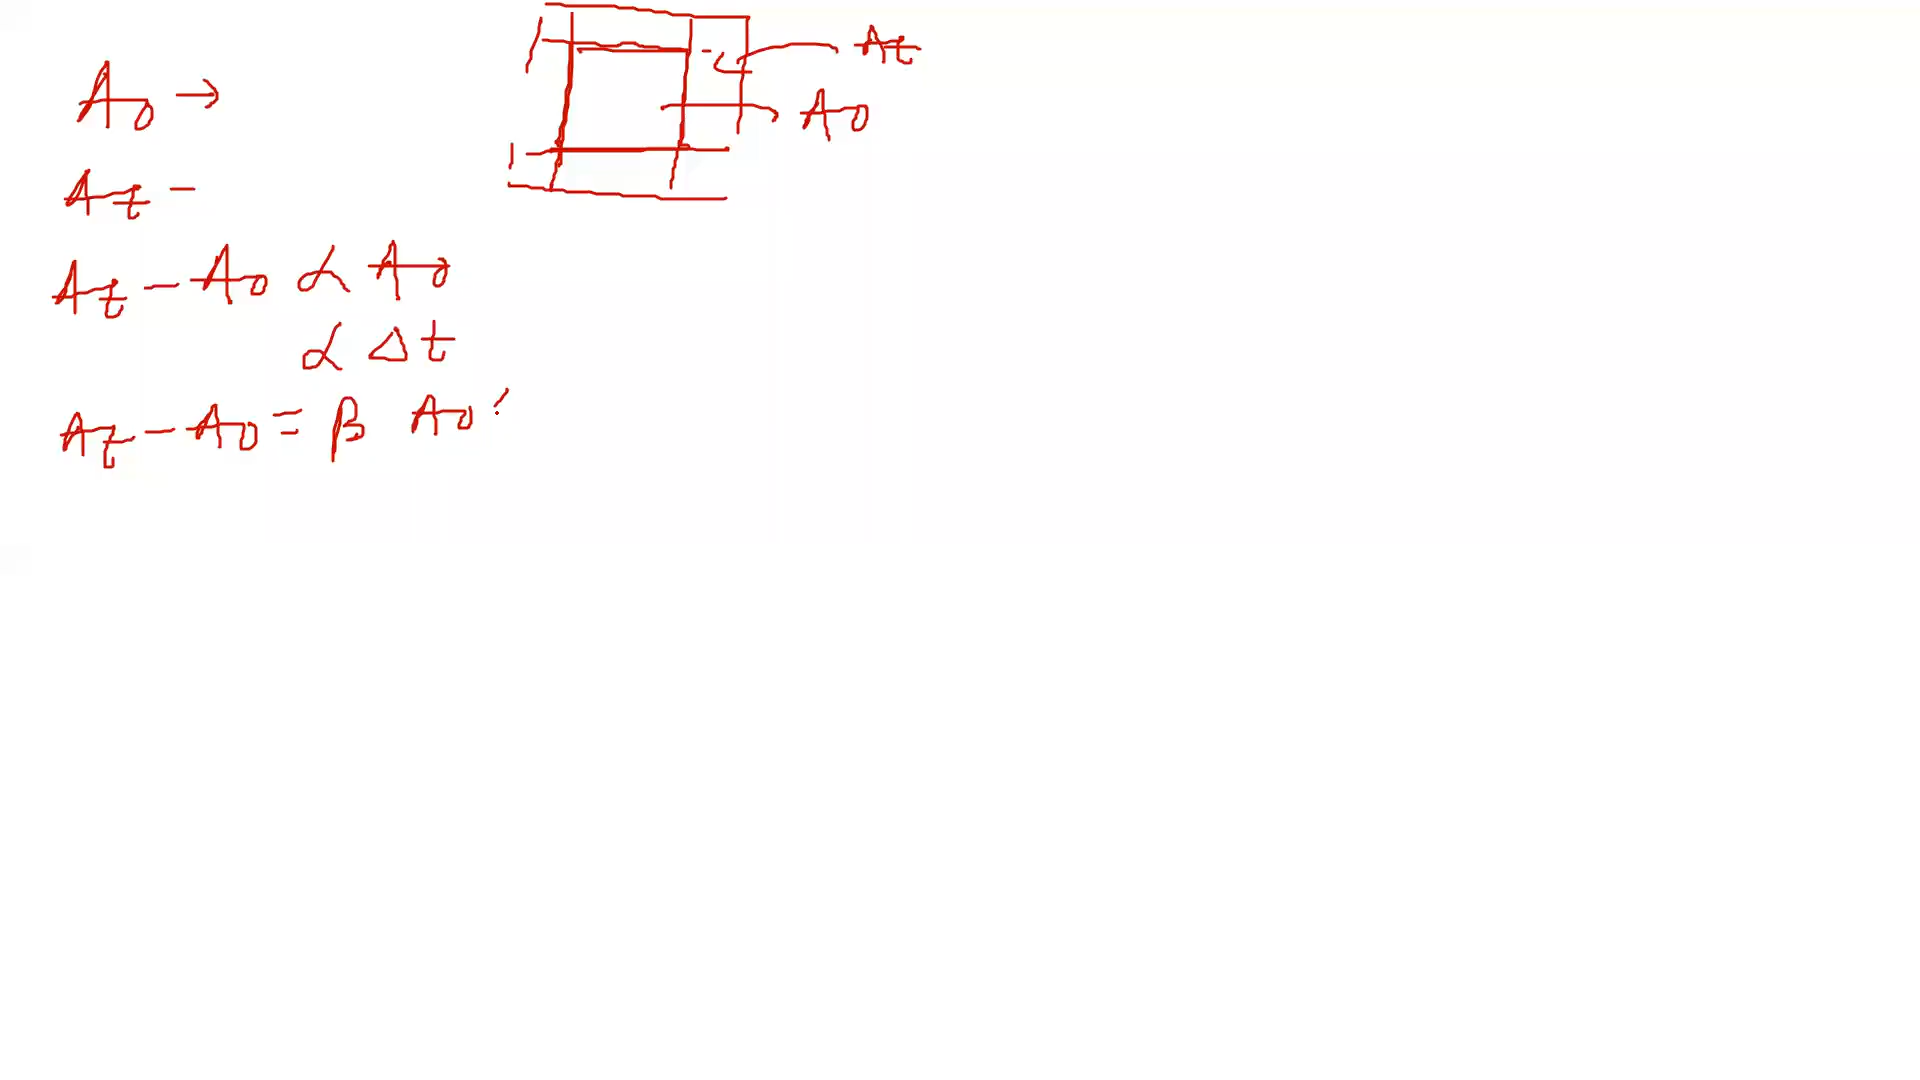 A₀ →
Aₜ −
Aₜ − A₀ α A₀
α Δt
Aₜ − A₀ = β A₀
Aₜ
A₀